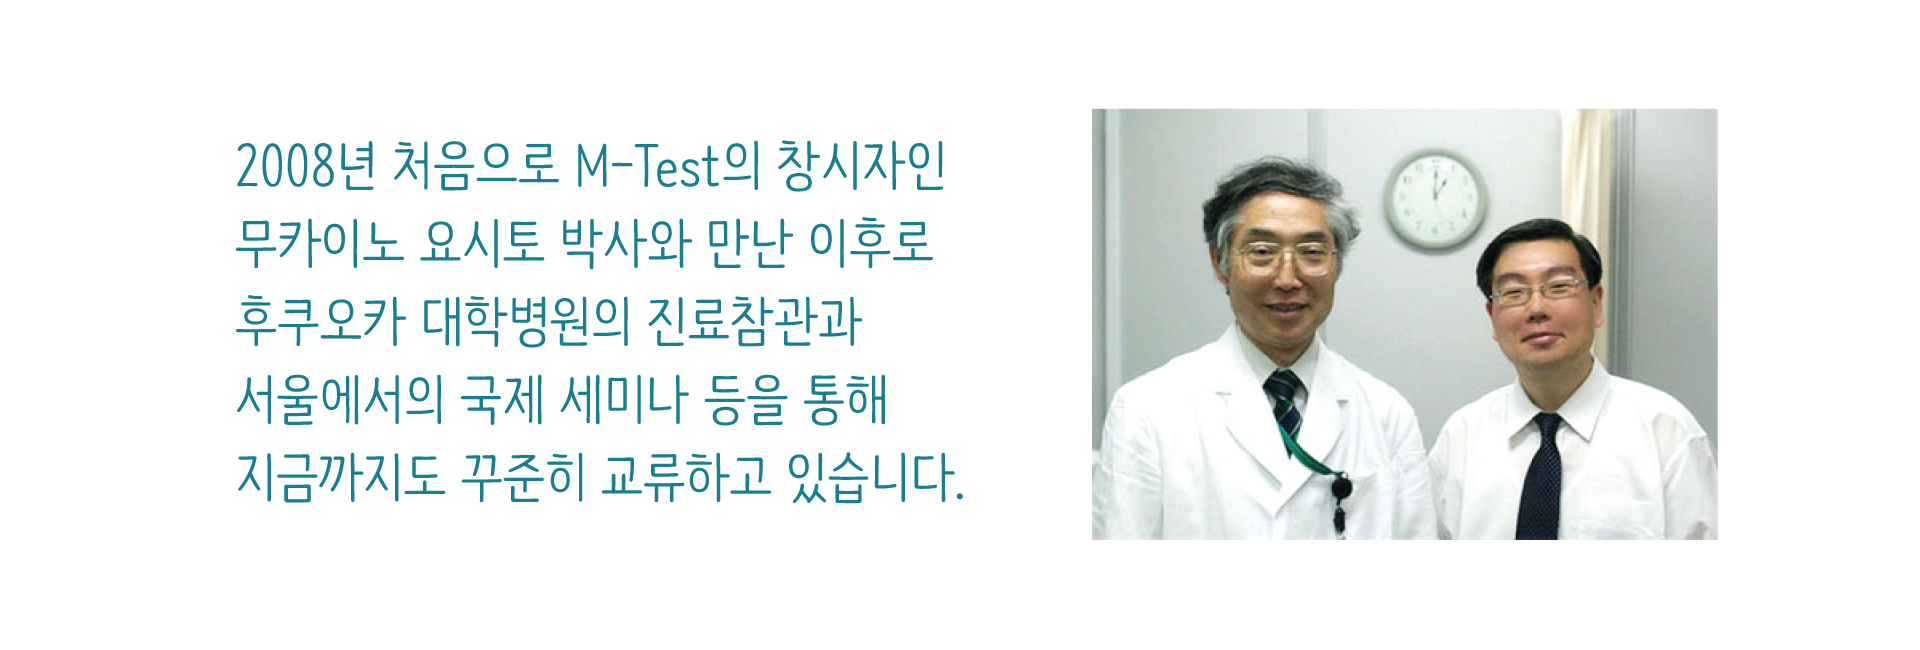 2008년 처음으로 M-Test의 창시자인
무카이노 요시토 박사와 만난 이후로
후쿠오카 대학병원의 진료참관과
서울에서의 국제 세미나 등을 통해
지금까지도 꾸준히 교류하고 있습니다.